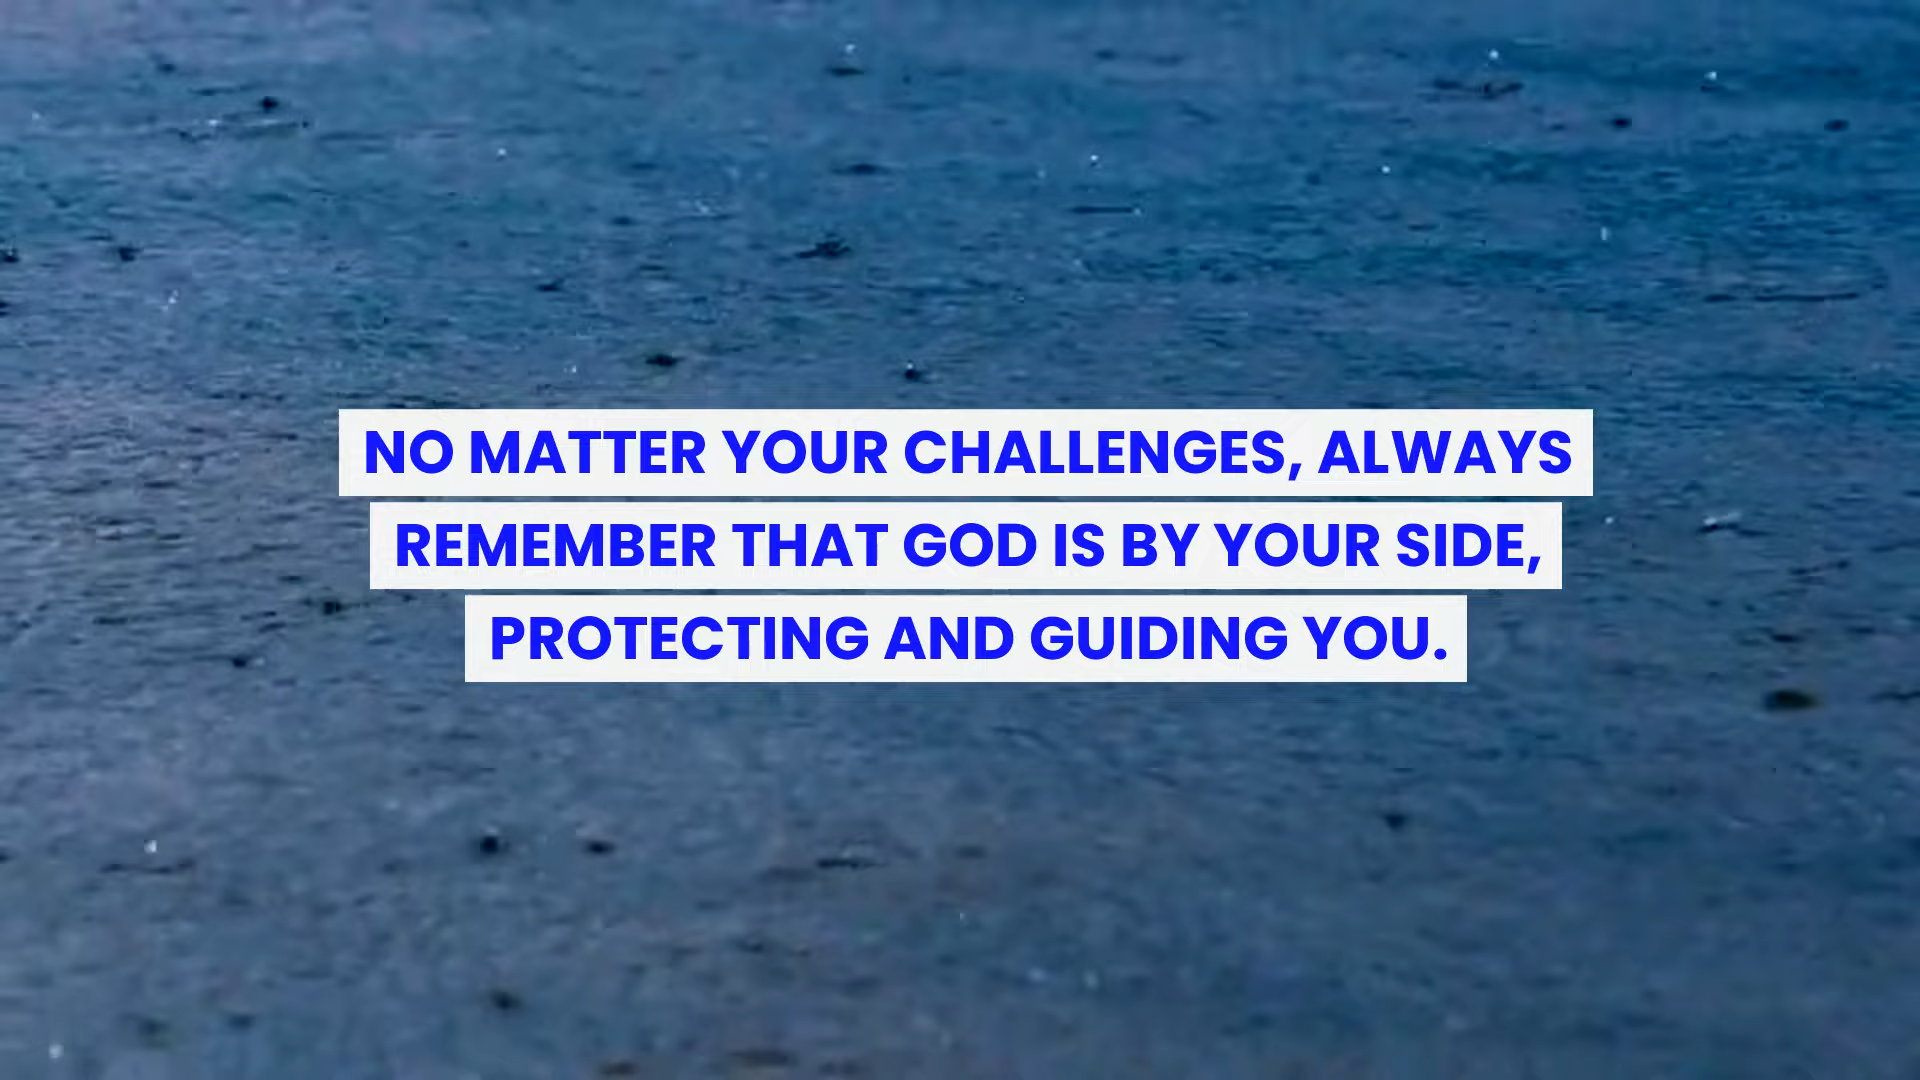 NO MATTER YOUR CHALLENGES, ALWAYS
REMEMBER THAT GOD IS BY YOUR SIDE,
PROTECTING AND GUIDING YOU.